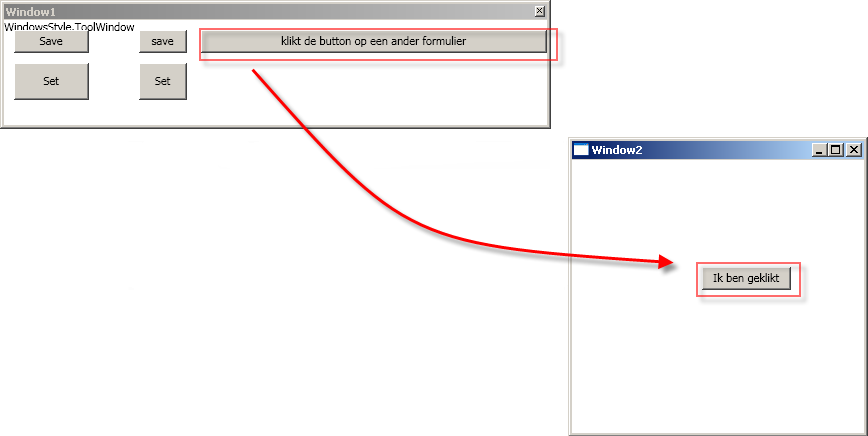 Window1
WindowsStyle.ToolWindow
Save save klikt de button op een ander formulier
Set Set
Window2
Ik ben geklikt